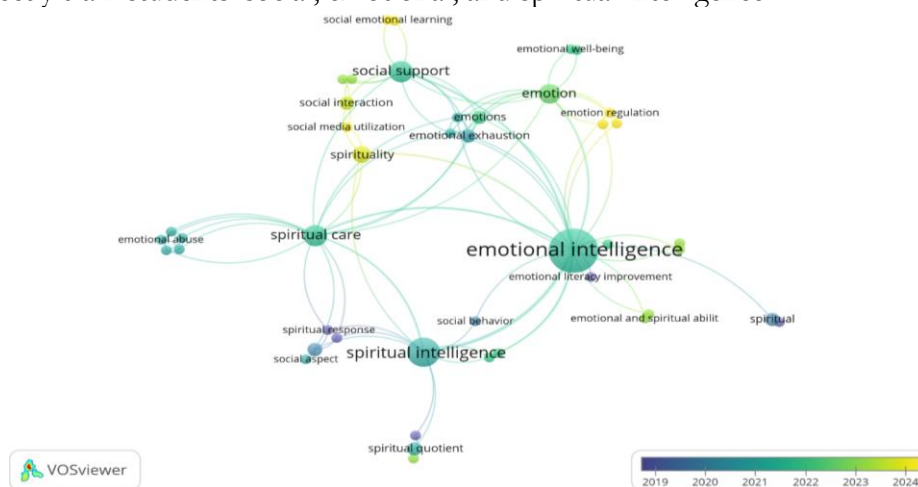 social emotional learning
emotional well-being
social support
emotion
social interaction
emotion regulation
emotions
social media utilization
emotional exhaustion
spirituality
emotional abuse
spiritual care
emotional intelligence
emotional literacy improvement
social behavior
emotional and spiritual abilit
spiritual
spiritual response
social aspect
spiritual intelligence
spiritual quotient
VOSviewer
2019 2020 2021 2022 2023 2024